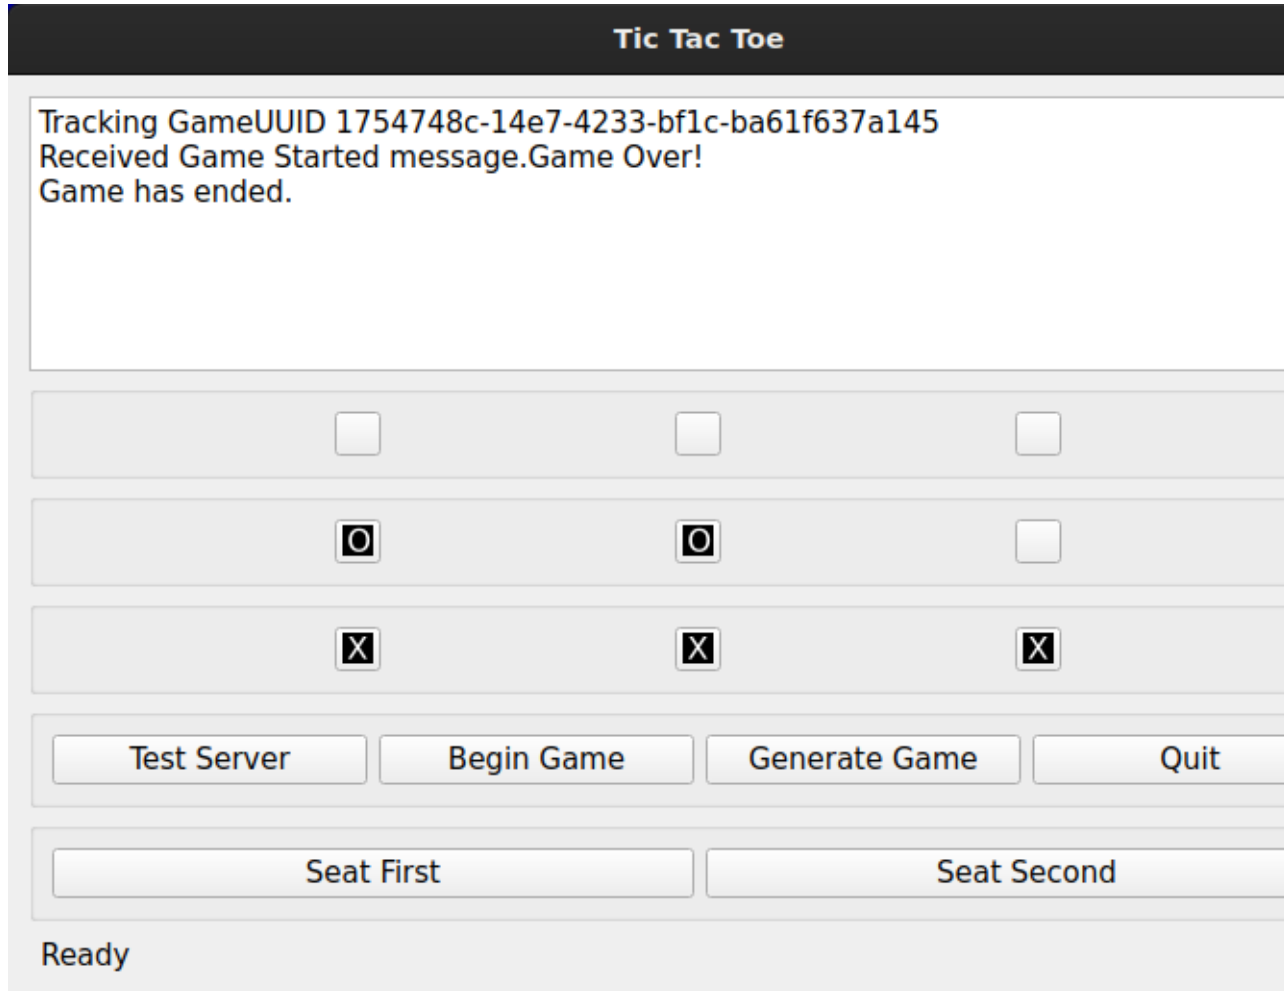 Tic Tac Toe
Tracking GameUUID 1754748c-14e7-4233-bf1c-ba61f637a145
Received Game Started message.Game Over!
Game has ended.
O O
X X X
Test Server Begin Game Generate Game Quit
Seat First Seat Second
Ready